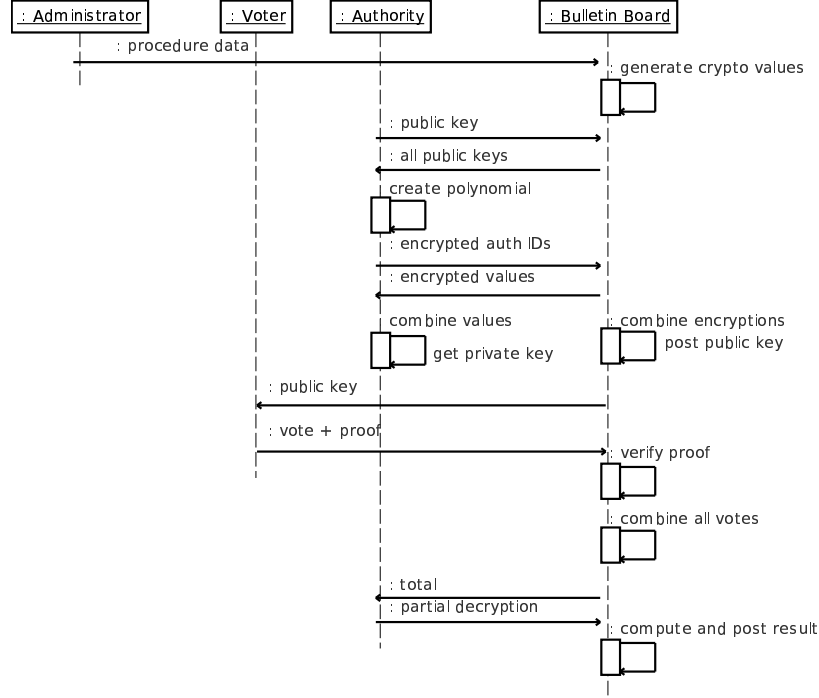 : Administrator
: Voter
: Authority
: Bulletin Board
: procedure data
: generate crypto values
: public key
: all public keys
create polynomial
: encrypted auth IDs
: encrypted values
combine values
: combine encryptions
get private key
post public key
: public key
: vote + proof
: verify proof
: combine all votes
: total
: partial decryption
: compute and post result